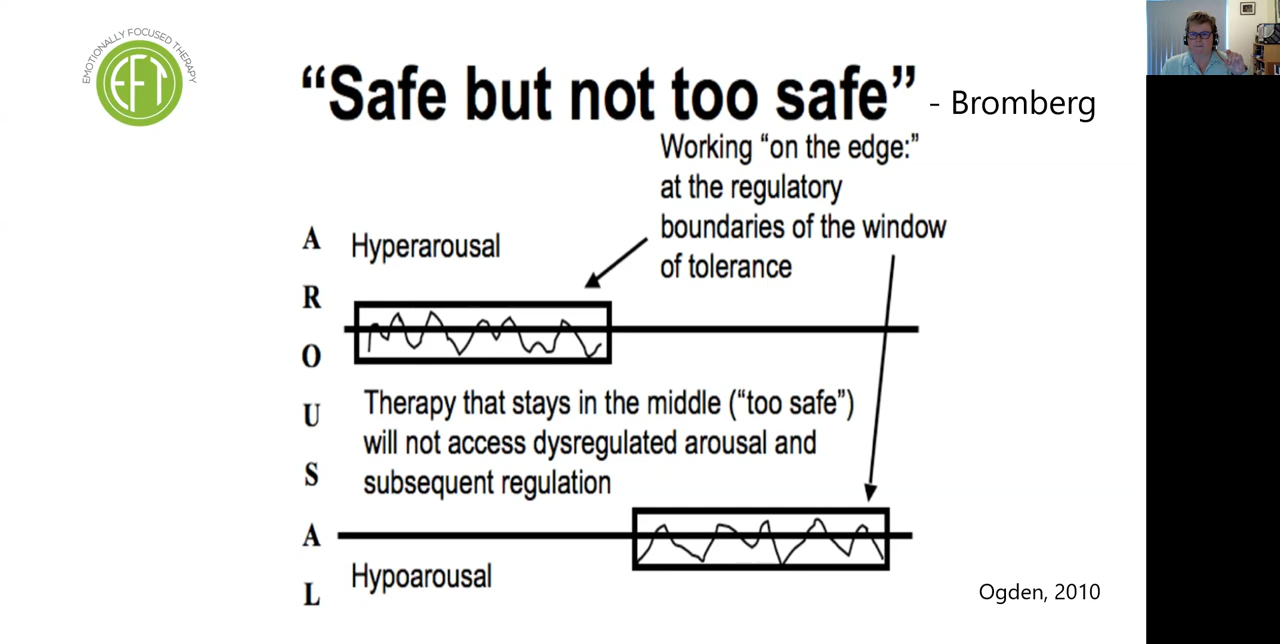 EMOTIONALLY FOCUSED THERAPY
EFT
“Safe but not too safe” - Bromberg
Working “on the edge:”
at the regulatory
boundaries of the window
of tolerance
AROUSAL
Hyperarousal
Therapy that stays in the middle (“too safe”)
will not access dysregulated arousal and
subsequent regulation
Hypoarousal
Ogden, 2010